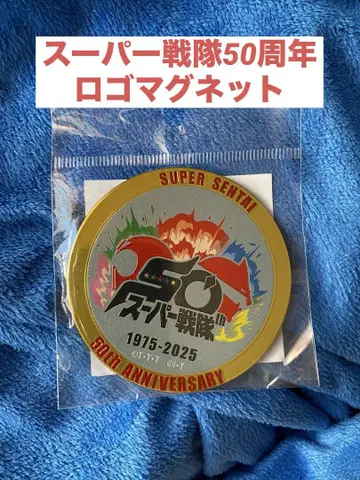 スーパー戦隊50周年
ロゴマグネット
SUPER SENTAI
50
th
スーパー戦隊
1975-2025
©T・T・T ©I・T
50th ANNIVERSARY